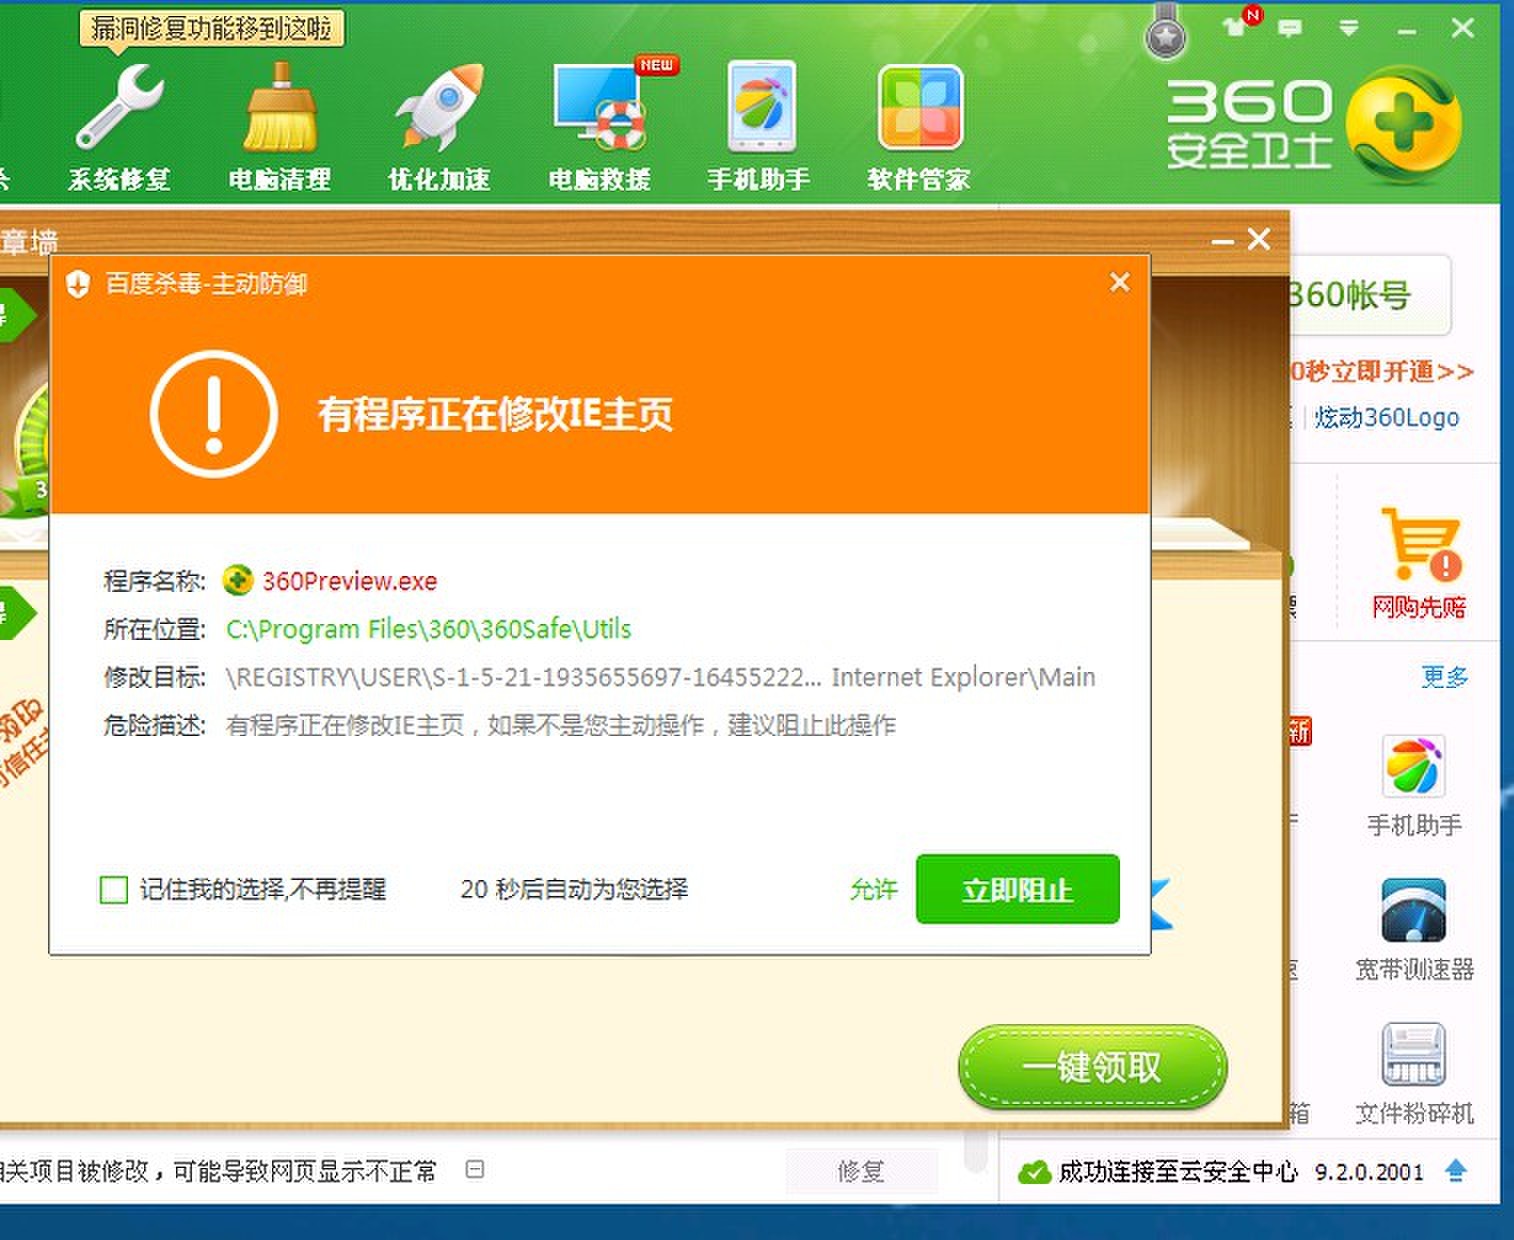 漏洞修复功能移到这啦
NEW
N
360
安全卫士
系统修复
电脑清理
优化加速
电脑救援
手机助手
软件管家
章墙
百度杀毒-主动防御
有程序正在修改IE主页
程序名称: 360Preview.exe
所在位置: C:\Program Files\360\360Safe\Utils
修改目标: \REGISTRY\USER\S-1-5-21-1935655697-16455222... Internet Explorer\Main
危险描述: 有程序正在修改IE主页，如果不是您主动操作，建议阻止此操作
记住我的选择,不再提醒
20 秒后自动为您选择
允许
立即阻止
领取
可信任
一键领取
360帐号
0秒立即开通>>
炫动360Logo
网购先赔
更多
新
手机助手
宽带测速器
箱
文件粉碎机
相关项目被修改，可能导致网页显示不正常
修复
成功连接至云安全中心
9.2.0.2001